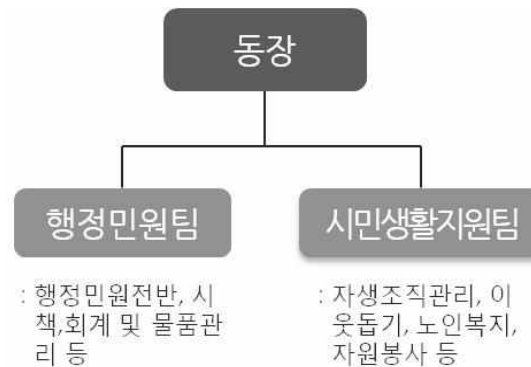 동장
행정민원팀
시민생활지원팀
: 행정민원전반, 시
책,회계 및 물품관
리 등
: 자생조직관리, 이
웃돕기, 노인복지,
자원봉사 등